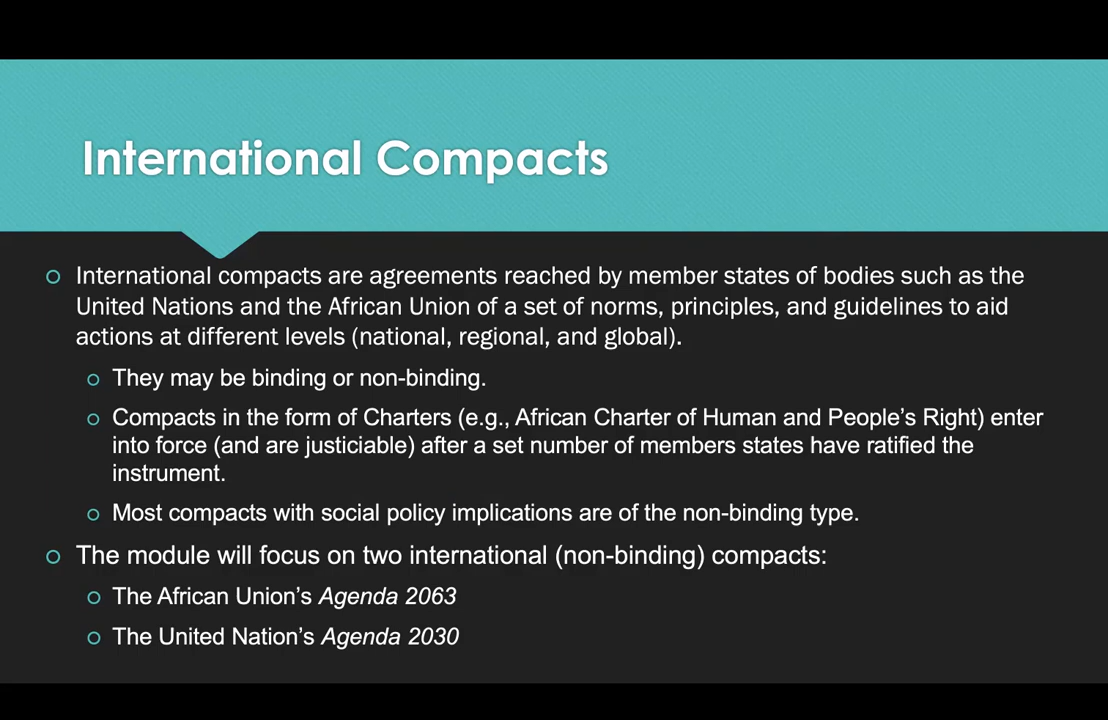 International Compacts
International compacts are agreements reached by member states of bodies such as the
United Nations and the African Union of a set of norms, principles, and guidelines to aid
actions at different levels (national, regional, and global).
They may be binding or non-binding.
Compacts in the form of Charters (e.g., African Charter of Human and People’s Right) enter
into force (and are justiciable) after a set number of members states have ratified the
instrument.
Most compacts with social policy implications are of the non-binding type.
The module will focus on two international (non-binding) compacts:
The African Union’s Agenda 2063
The United Nation’s Agenda 2030